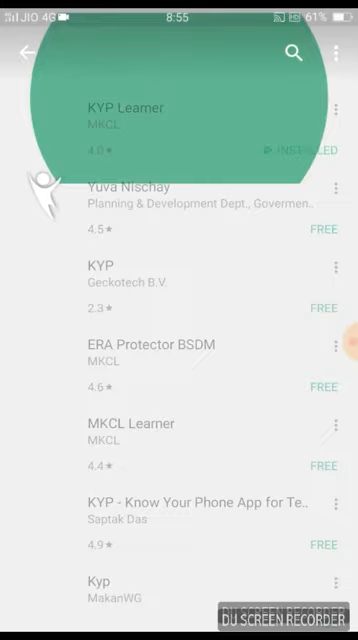 JIO 4G 8:55 61%
KYP Learner
MKCL
4.0★ INSTALLED
Yuva Nischay
Planning & Development Dept., Governmen..
4.5★ FREE
KYP
Geckotech B.V.
2.3★ FREE
ERA Protector BSDM
MKCL
4.6★ FREE
MKCL Learner
MKCL
4.4★ FREE
KYP - Know Your Phone App for Te..
Saptak Das
4.9★ FREE
Kyp
MakanWG
DU SCREEN RECORDER